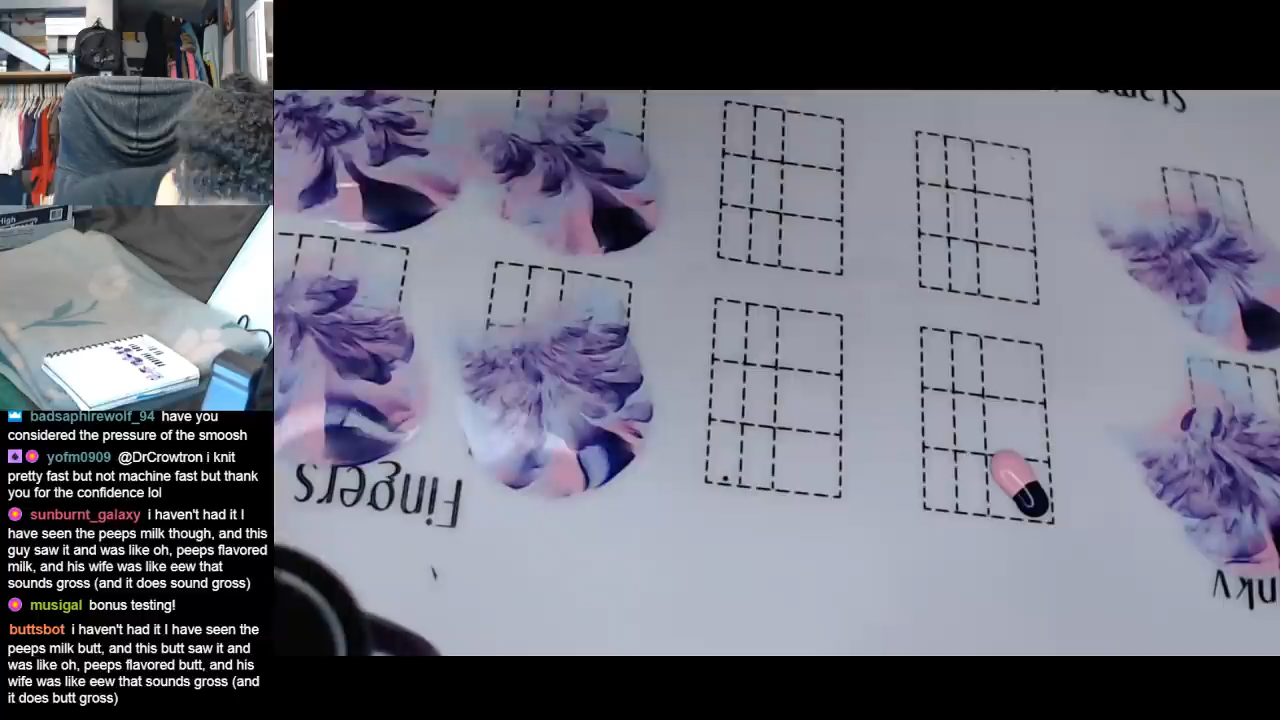 High
badsaphirewolf_94 have you
considered the pressure of the smoosh
yofm0909 @DrCrowtron i knit
pretty fast but not machine fast but thank
you for the confidence lol
sunburnt_galaxy i haven't had it I
have seen the peeps milk though, and this
guy saw it and was like oh, peeps flavored
milk, and his wife was like eew that
sounds gross (and it does sound gross)
musigal bonus testing!
buttsbot i haven't had it I have seen the
peeps milk butt, and this butt saw it and
was like oh, peeps flavored butt, and his
wife was like eew that sounds gross (and
it does butt gross)
Fingers